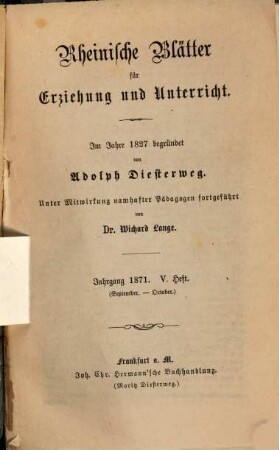 Rheinische Blätter
für
Erziehung und Unterricht.
Im Jahre 1827 begründet
von
Adolph Diesterweg.
Unter Mitwirkung namhafter Pädagogen fortgeführt
von
Dr. Wichard Lange.
Jahrgang 1871. V. Heft.
(September. — October.)
Frankfurt a. M.
Joh. Chr. Hermann'sche Buchhandlung.
(Moritz Diesterweg.)